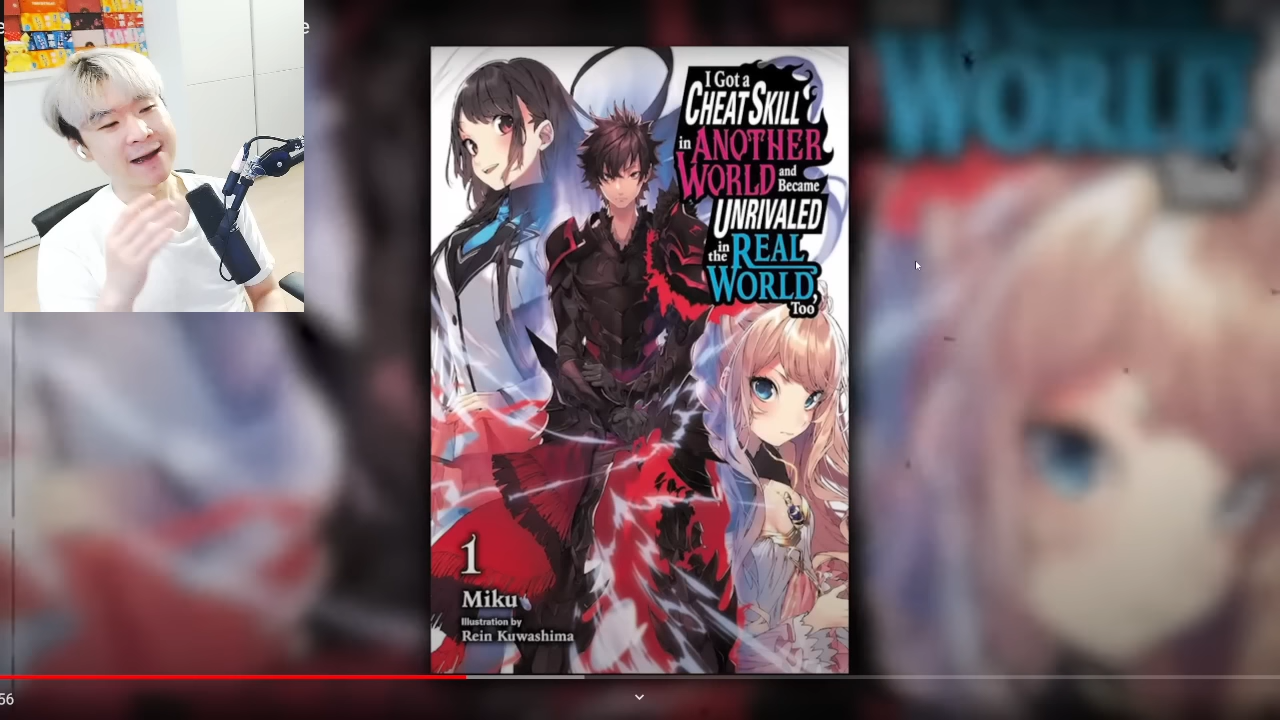 e
I Got a
CHEAT SKILL
in ANOTHER
WORLD and
Became
UNRIVALED
in
the REAL
WORLD,
Too
1
Miku
Illustration by
Rein Kuwashima
WORLD
56